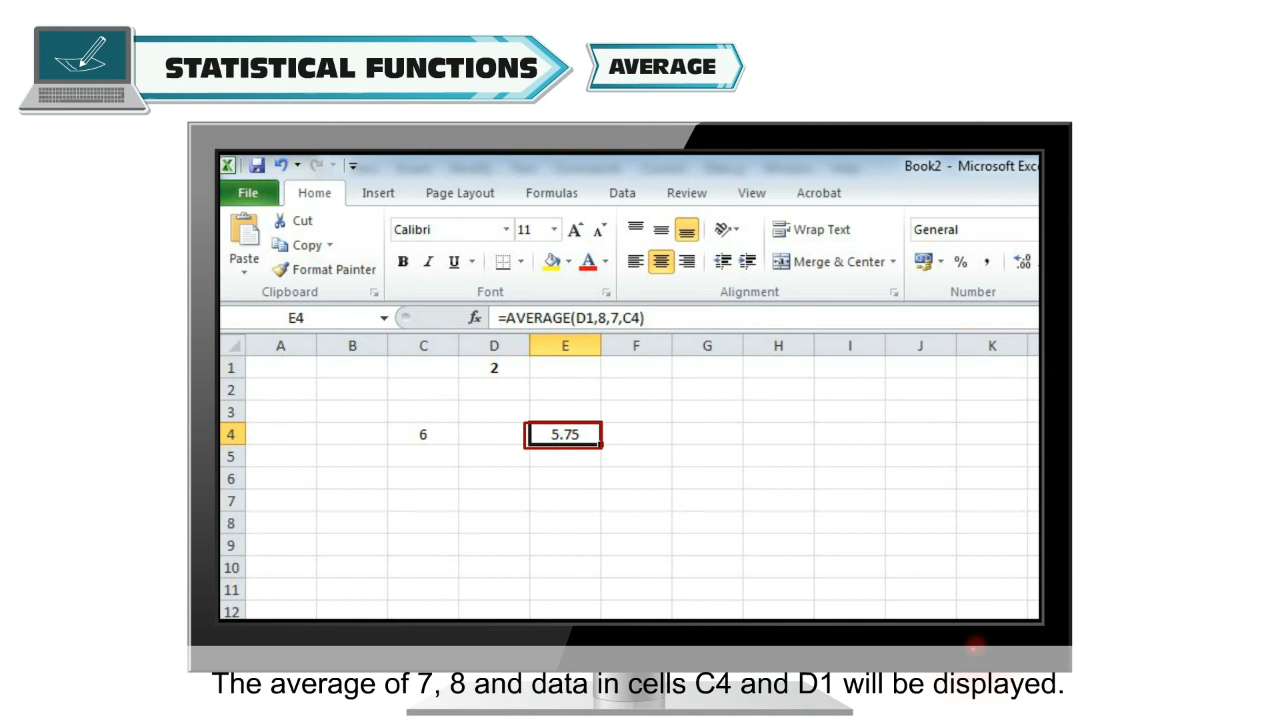 STATISTICAL FUNCTIONS
AVERAGE
Book2 - Microsoft Exc
File Home Insert Page Layout Formulas Data Review View Acrobat
Cut
Copy
Format Painter
Paste
Clipboard
Calibri 11
B I U A
Font
Wrap Text
Merge & Center
Alignment
General
% ,
Number
E4 fx =AVERAGE(D1,8,7,C4)
A B C D E F G H I J K
1 2
2
3
4 6 5.75
5
6
7
8
9
10
11
12
The average of 7, 8 and data in cells C4 and D1 will be displayed.